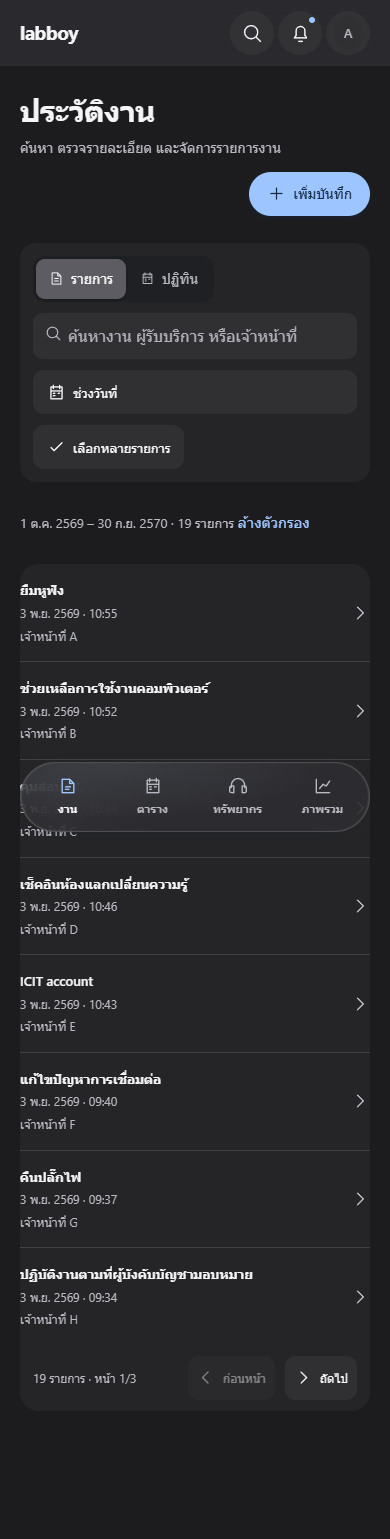 labboy
A
ประวัติงาน
ค้นหา ตรวจรายละเอียด และจัดการรายการงาน
เพิ่มบันทึก
รายการ
ปฏิทิน
ค้นหางาน ผู้รับบริการ หรือเจ้าหน้าที่
ช่วงวันที่
เลือกหลายรายการ
1 ต.ค. 2569 – 30 ก.ย. 2570 · 19 รายการ ล้างตัวกรอง
ยืมหูฟัง
3 พ.ย. 2569 · 10:55
เจ้าหน้าที่ A
ช่วยเหลือการใช้งานคอมพิวเตอร์
3 พ.ย. 2569 · 10:52
เจ้าหน้าที่ B
งาน
ตาราง
ทรัพยากร
ภาพรวม
เจ้าหน้าที่ C
เช็คอินห้องแลกเปลี่ยนความรู้
3 พ.ย. 2569 · 10:46
เจ้าหน้าที่ D
ICIT account
3 พ.ย. 2569 · 10:43
เจ้าหน้าที่ E
แก้ไขปัญหาการเชื่อมต่อ
3 พ.ย. 2569 · 09:40
เจ้าหน้าที่ F
คืนปลั๊กไฟ
3 พ.ย. 2569 · 09:37
เจ้าหน้าที่ G
ปฏิบัติงานตามที่ผู้บังคับบัญชามอบหมาย
3 พ.ย. 2569 · 09:34
เจ้าหน้าที่ H
19 รายการ · หน้า 1/3
ก่อนหน้า
ถัดไป